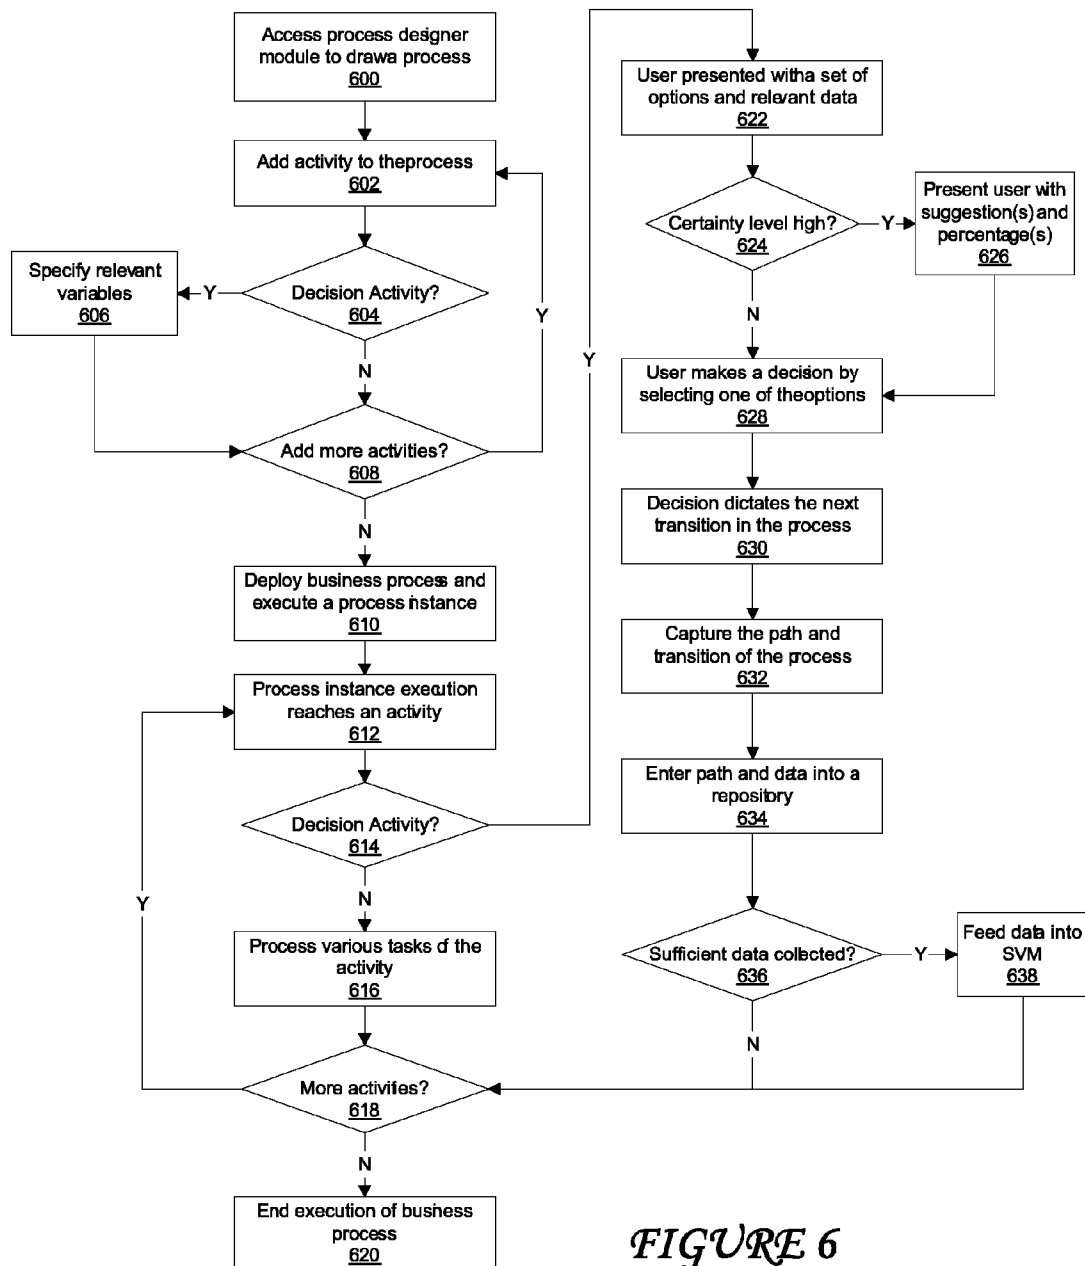 Access process designer
module to drawa process
600
Add activity to theprocess
602
Decision Activity?
604
Y
Specify relevant
variables
606
N
Y
Add more activities?
608
N
Deploy business process and
execute a process instance
610
Process instance execution
reaches an activity
612
Decision Activity?
614
Y
N
Process various tasks of the
activity
616
Y
More activities?
618
N
End execution of business
process
620
User presented witha set of
options and relevant data
622
Certainty level high?
624
Y
Present user with
suggestion(s) and
percentage(s)
626
N
User makes a decision by
selecting one of theoptions
628
Decision dictates the next
transition in the process
630
Capture the path and
transition of the process
632
Enter path and data into a
repository
634
Sufficient data collected?
636
Y
Feed data into
SVM
638
N
FIGURE 6